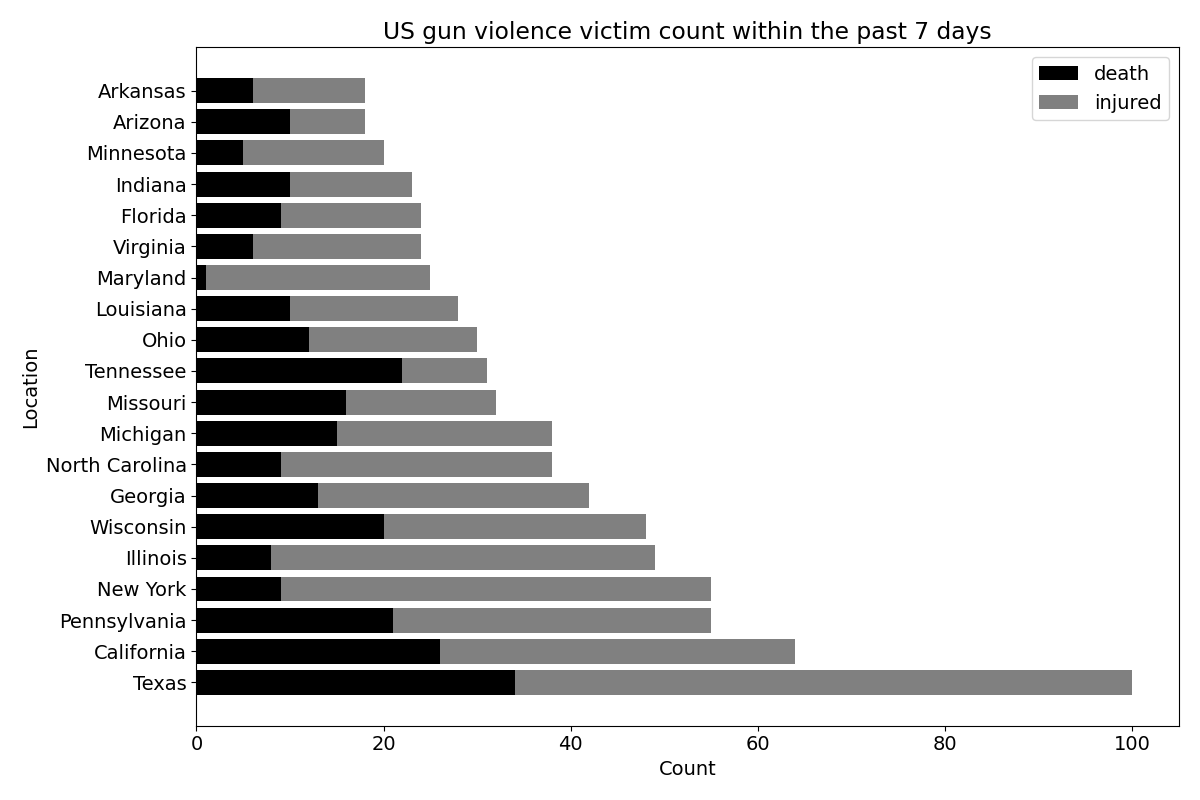 US gun violence victim count within the past 7 days
death
injured
Location
Arkansas
Arizona
Minnesota
Indiana
Florida
Virginia
Maryland
Louisiana
Ohio
Tennessee
Missouri
Michigan
North Carolina
Georgia
Wisconsin
Illinois
New York
Pennsylvania
California
Texas
0 20 40 60 80 100
Count